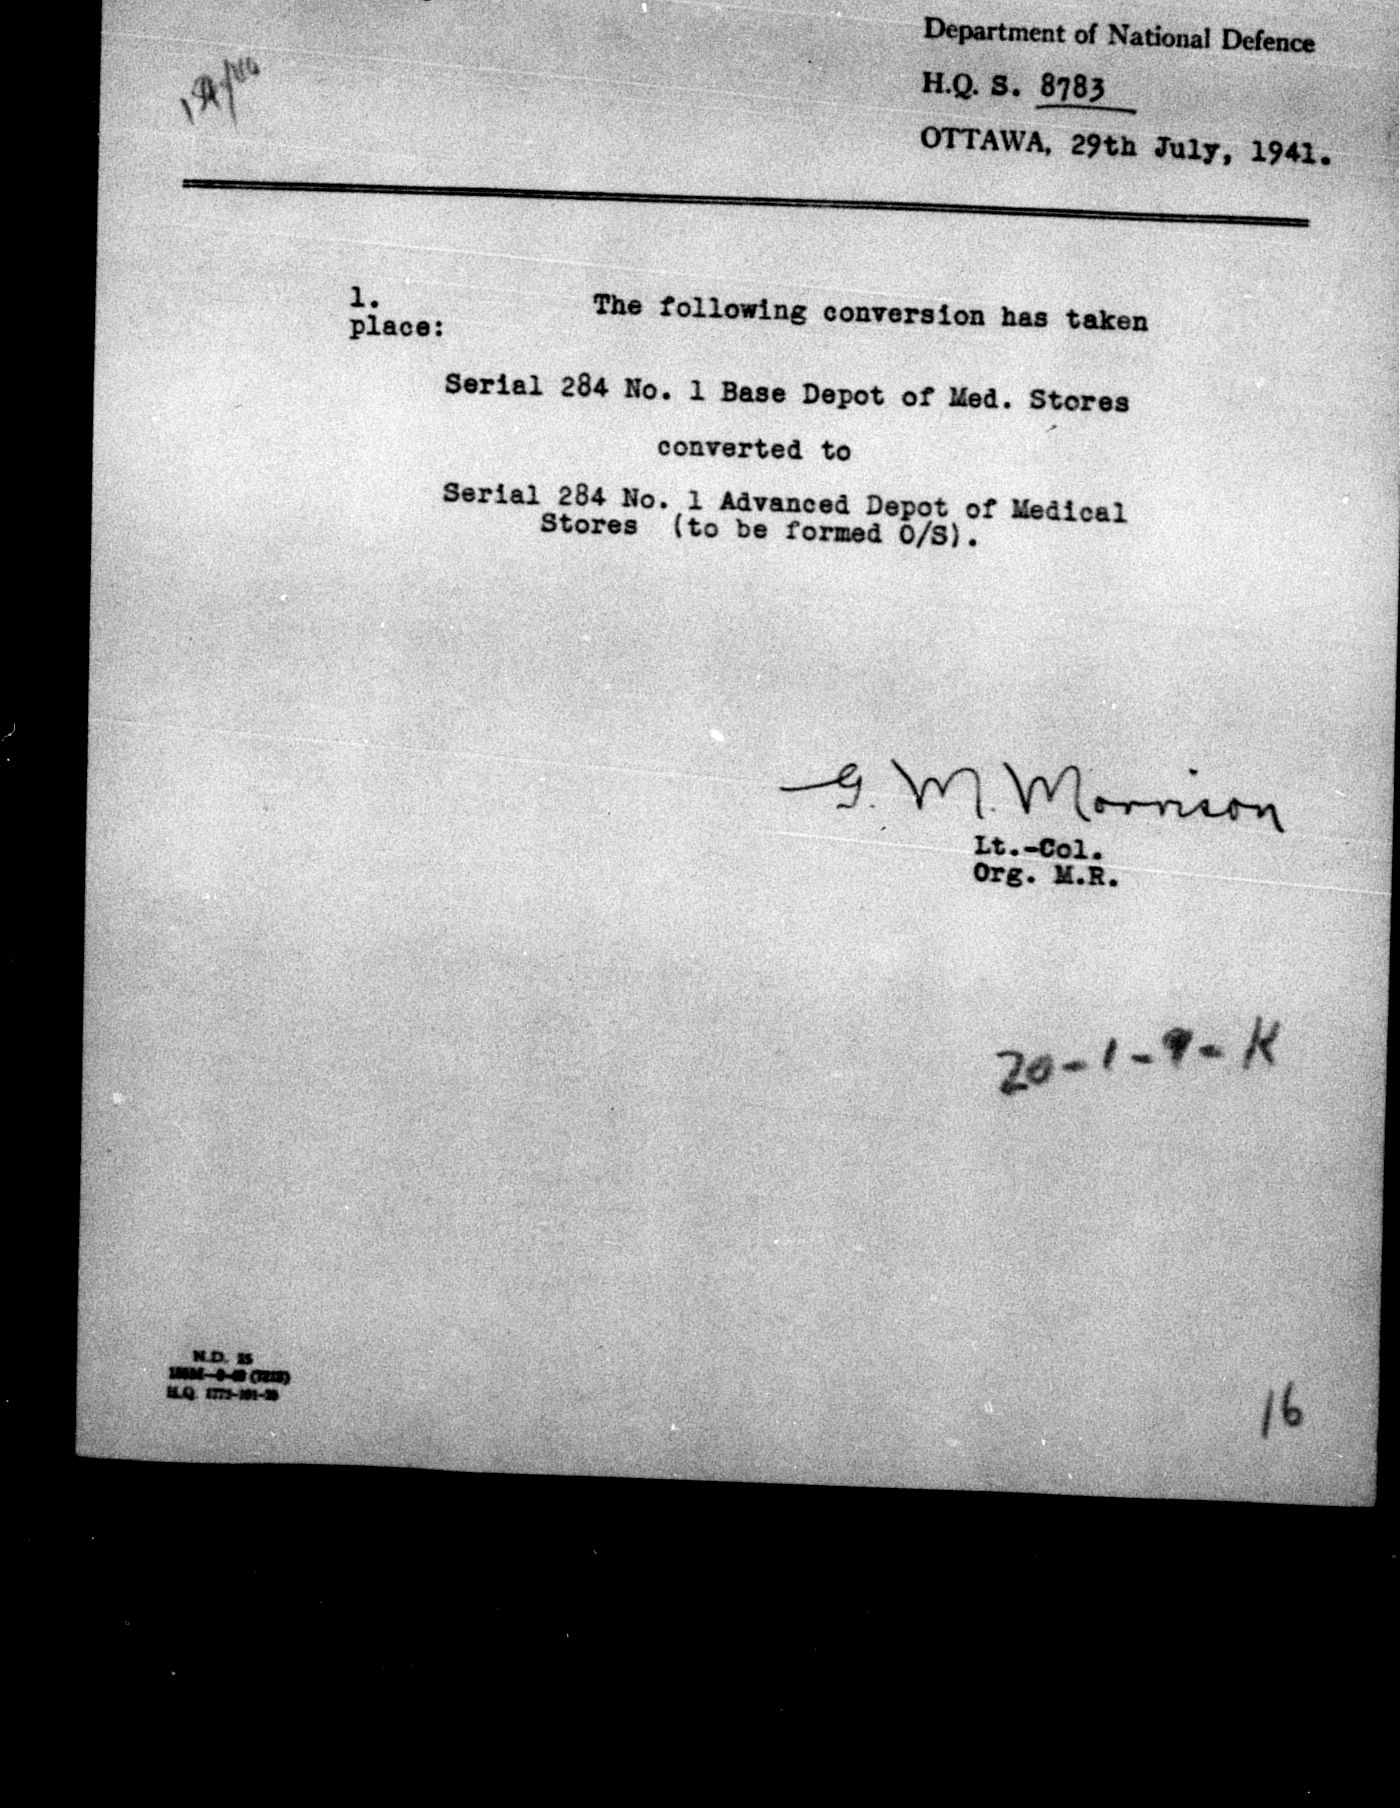 Department of National Defence
H.Q. S. 8783
OTTAWA, 29th July, 1941.
1. The following conversion has taken
place:
Serial 284 No. 1 Base Depot of Med. Stores
converted to
Serial 284 No. 1 Advanced Depot of Medical
Stores (to be formed O/S).
G. M. Morrison
Lt.-Col.
Org. M.R.
20-1-9-K
N.D. 25
H.Q.
16